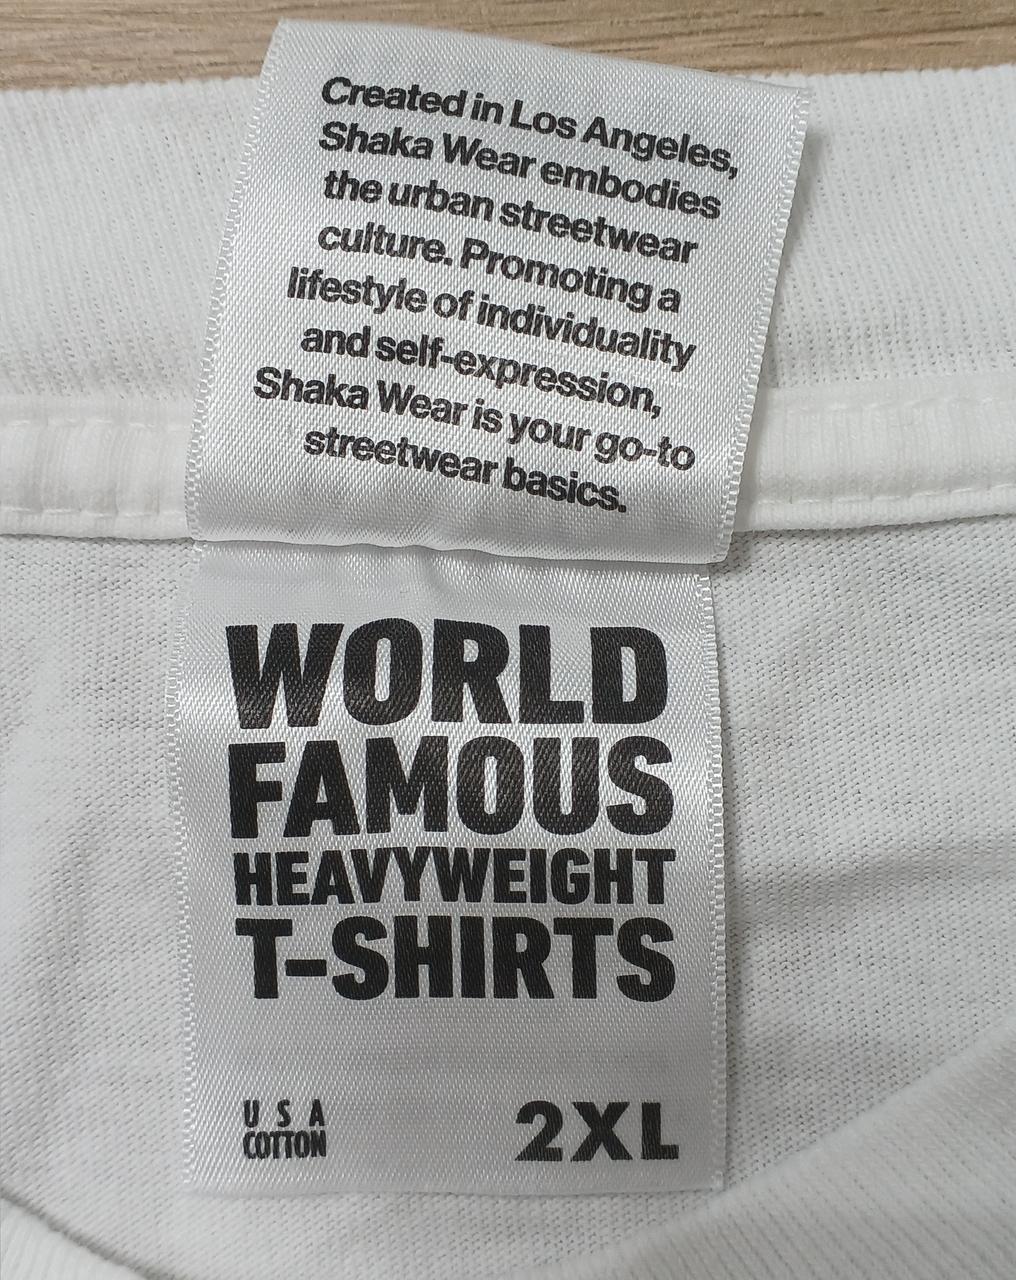 Created in Los Angeles,
Shaka Wear embodies
the urban streetwear
culture. Promoting a
lifestyle of individuality
and self-expression,
Shaka Wear is your go-to
streetwear basics.
WORLD
FAMOUS
HEAVYWEIGHT
T-SHIRTS
USA
COTTON
2XL